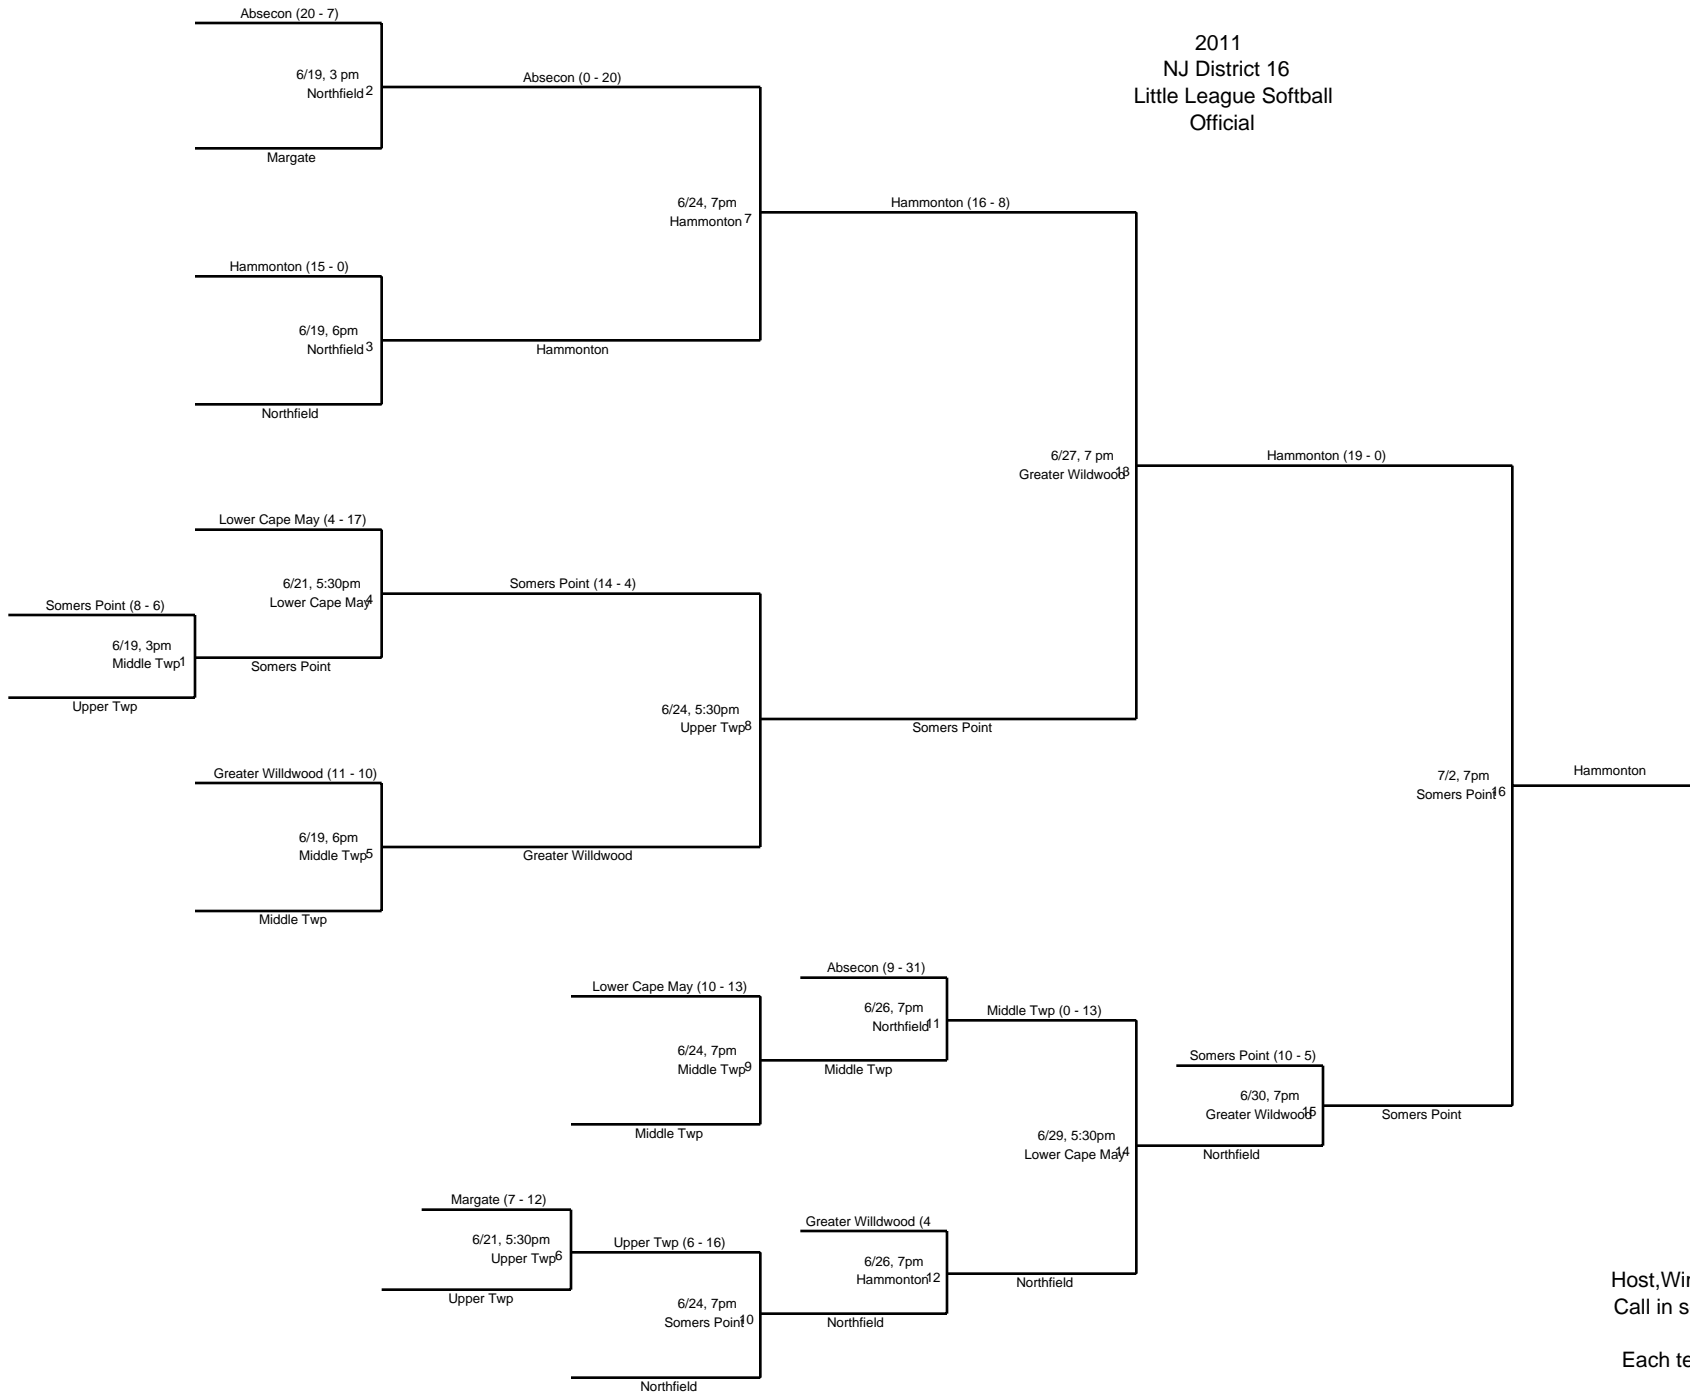 Absecon (20 - 7)
2011
NJ District 16
Little League Softball
Official
6/19, 3 pm
Northfield 2
Absecon (0 - 20)
Margate
6/24, 7pm
Hammonton 7
Hammonton (16 - 8)
Hammonton (15 - 0)
6/19, 6pm
Northfield 3
Hammonton
Northfield
6/27, 7 pm
Greater Wildwood 13
Hammonton (19 - 0)
Lower Cape May (4 - 17)
6/21, 5:30pm
Lower Cape May 4
Somers Point (14 - 4)
Somers Point (8 - 6)
6/19, 3pm
Middle Twp 1
Somers Point
Upper Twp
6/24, 5:30pm
Upper Twp 8
Somers Point
Greater Willdwood (11 - 10)
7/2, 7pm
Somers Point 16
Hammonton
6/19, 6pm
Middle Twp 5
Greater Willdwood
Middle Twp
Absecon (9 - 31)
Lower Cape May (10 - 13)
6/26, 7pm
Northfield 11
Middle Twp (0 - 13)
6/24, 7pm
Middle Twp 9
Middle Twp
Somers Point (10 - 5)
6/30, 7pm
Greater Wildwood 15
Somers Point
Middle Twp
6/29, 5:30pm
Lower Cape May 14
Northfield
Margate (7 - 12)
6/21, 5:30pm
Upper Twp 6
Upper Twp (6 - 16)
Greater Willdwood (4
6/26, 7pm
Hammonton 12
Northfield
Upper Twp
6/24, 7pm
Somers Point 10
Northfield
Northfield
Host,
Call in
Each